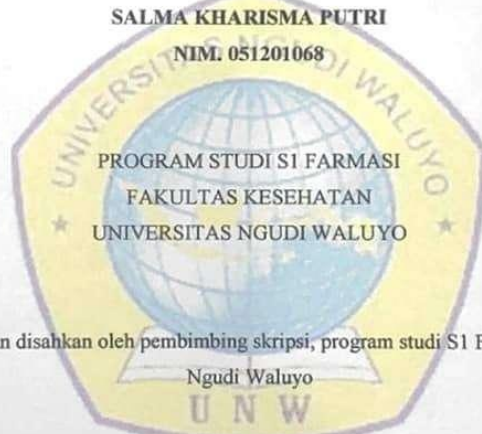 SALMA KHARISMA PUTRI
NIM. 051201068
UNIVERSITAS NGUDI WALUYO
PROGRAM STUDI S1 FARMASI
FAKULTAS KESEHATAN
UNIVERSITAS NGUDI WALUYO
n disahkan oleh pembimbing skripsi, program studi S1 F
Ngudi Waluyo
U N W